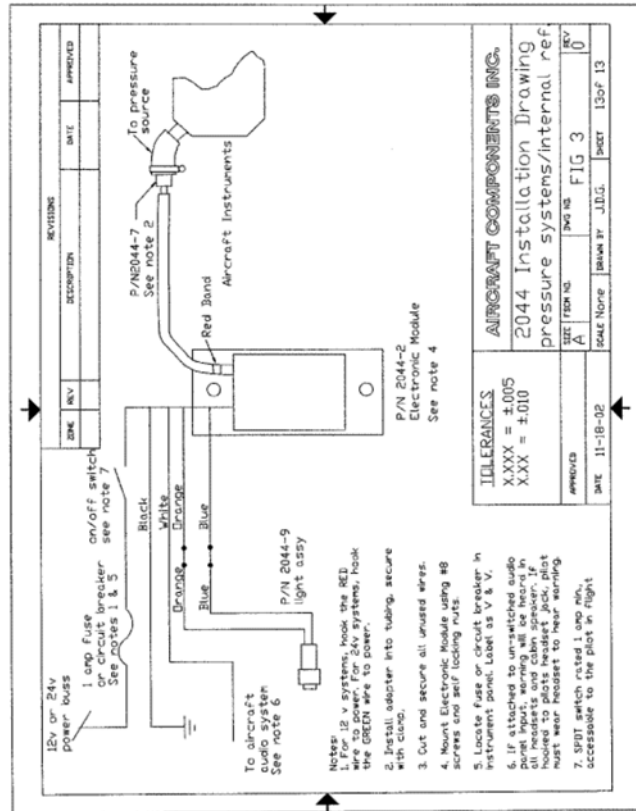 REVISIONS
ZONE REV DESCRIPTION DATE APPROVED
12v or 24v
power buss
1 amp fuse
or circuit breaker
See notes 1 & 5
on/off switch
see note 7
Black
White
Orange
Orange
Blue
Blue
To aircraft
audio system
See note 6
P/N 2044-9
light assy
P/N2044-7
See note 2
To pressure
source
Aircraft Instruments
Red Band
P/N 2044-2
Electronic Module
See note 4
Notes:
1. For 12 v systems, hook the RED
wire to power. For 24v systems, hook
the GREEN wire to power.
2. Install adapter into tubing, secure
with clamp.
3. Cut and secure all unused wires.
4. Mount Electronic Module using #8
screws and self locking nuts.
5. Locate fuse or circuit breaker in
instrument panel. Label as V & V.
6. If attached to un-switched audio
panel input, warning will be heard in
all headsets and cabin speaker. If
hooked to pilots headset jack, pilot
must wear headset to hear warning.
7. SPDT switch rated 1 amp min,
accessable to the pilot in flight
TOLERANCES
X.XXX = ±.005
X.XX = ±.010
APPROVED
DATE 11-18-02
AIRCRAFT COMPONENTS INC.
2044 Installation Drawing
pressure systems/internal ref.
SIZE A
FSCM NO.
DWG NO. FIG 3
REV 0
SCALE None
DRAWN BY J.D.G.
SHEET 13of 13